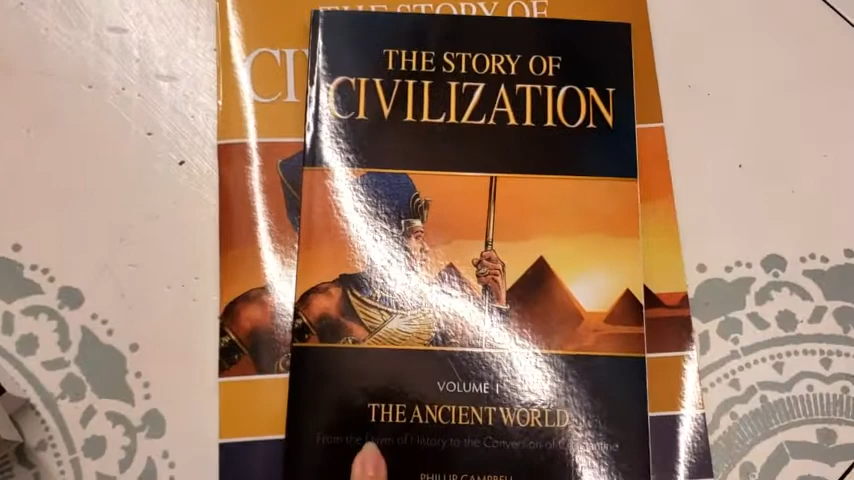 THE STORY OF
CI
THE STORY OF
CIVILIZATION
VOLUME I
THE ANCIENT WORLD
From the Dawn of History to the Conversion of Constantine
PHILLIP CAMPBELL